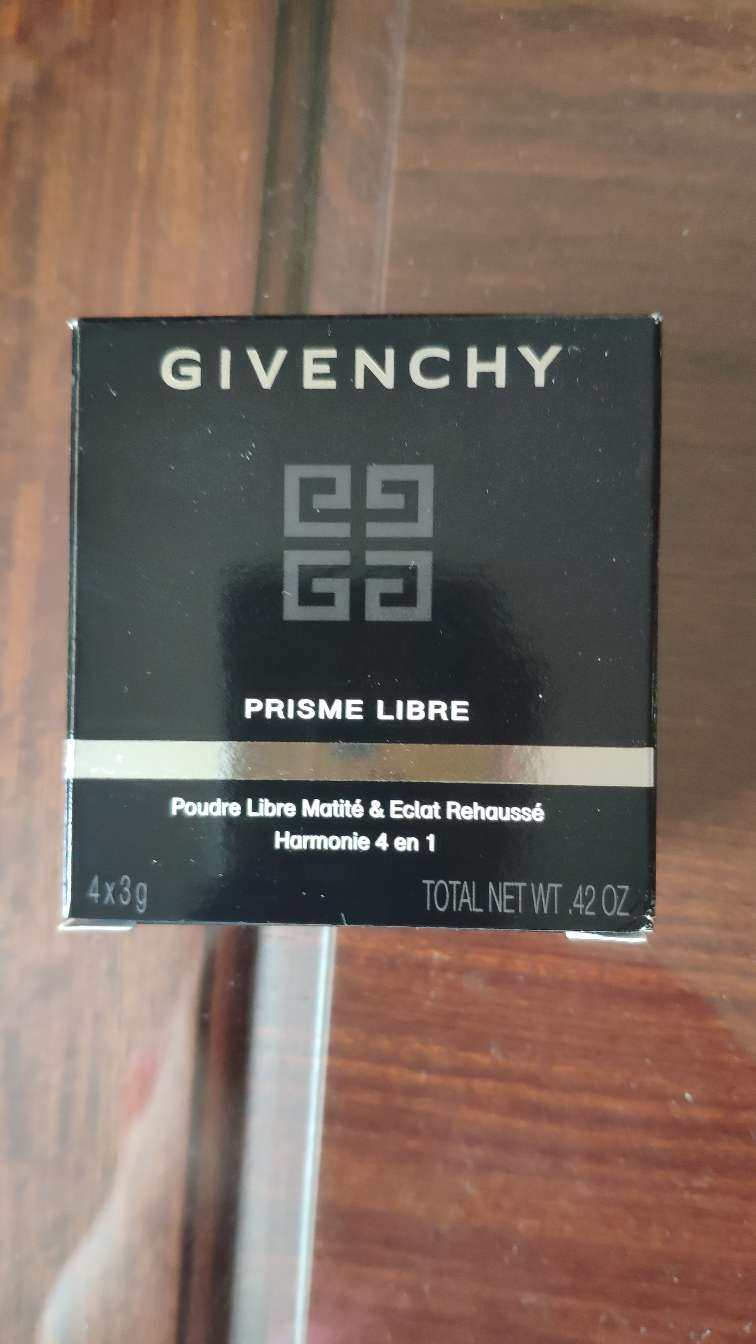 GIVENCHY
PRISME LIBRE
Poudre Libre Matité & Eclat Rehaussé
Harmonie 4 en 1
4x3g
TOTAL NET WT .42 OZ